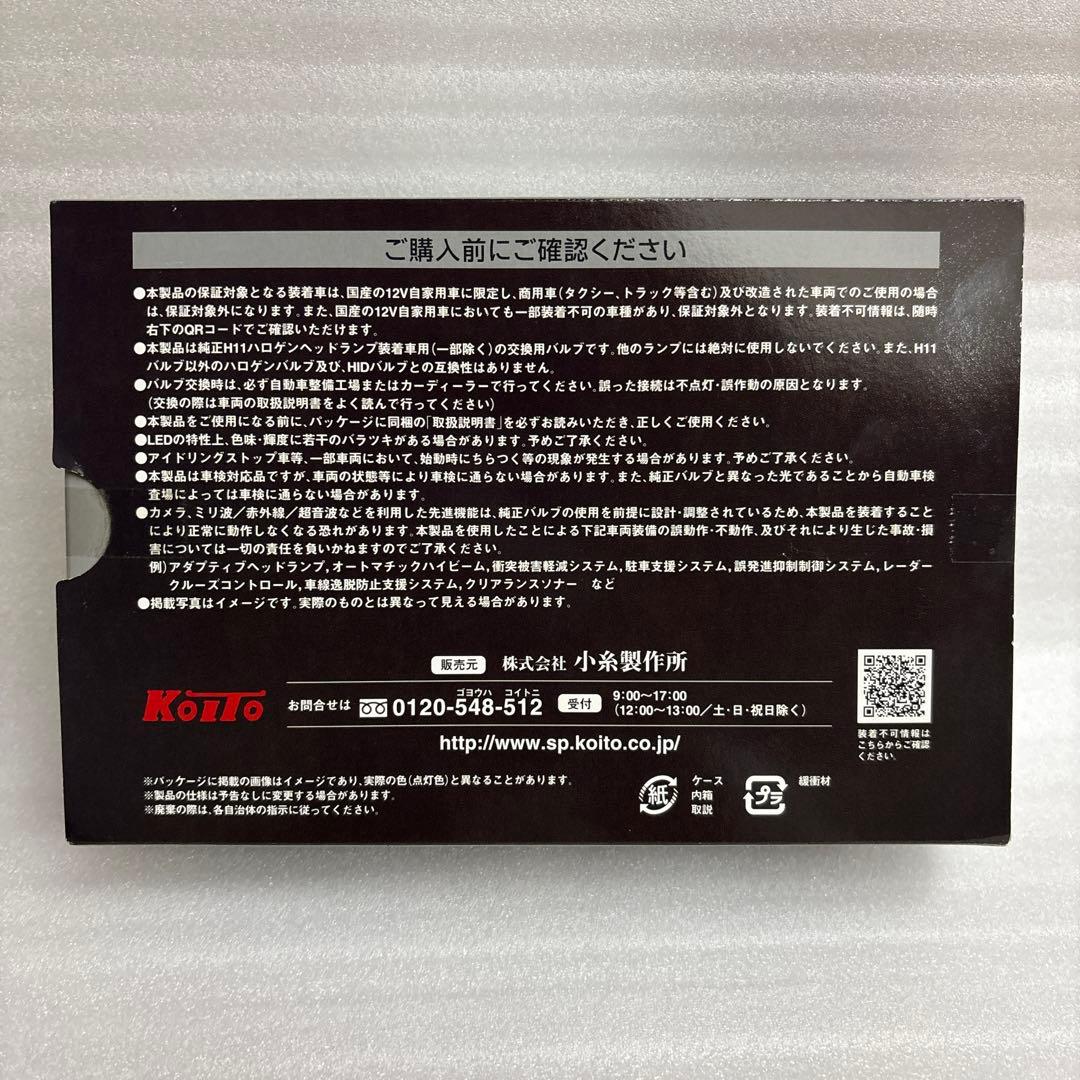 ご購入前にご確認ください
●本製品の保証対象となる装着車は、国産の12V自家用車に限定し、商用車(タクシー、トラック等含む)及び改造された車両でのご使用の場合
は、保証対象外になります。また、国産の12V自家用車においても一部装着不可の車種があり、保証対象外となります。装着不可情報は、随時
右下のQRコードでご確認いただけます。
●本製品は純正H11ハロゲンヘッドランプ装着車用(一部除く)の交換用バルブです。他のランプには絶対に使用しないでください。また、H11
バルブ以外のハロゲンバルブ及び、HIDバルブとの互換性はありません。
●バルブ交換時は、必ず自動車整備工場またはカーディーラーで行ってください。誤った接続は不点灯・誤作動の原因となります。
(交換の際は車両の取扱説明書をよく読んで行ってください)
●本製品をご使用になる前に、パッケージに同梱の「取扱説明書」を必ずお読みいただき、正しくご使用ください。
●LEDの特性上、色味・輝度に若干のバラツキがある場合があります。予めご了承ください。
●アイドリングストップ車等、一部車両において、始動時にちらつく等の現象が発生する場合があります。予めご了承ください。
●本製品は車検対応品ですが、車両の状態等により車検に通らない場合があります。また、純正バルブと異なった光であることから自動車検
査場によっては車検に通らない場合があります。
●カメラ、ミリ波/赤外線/超音波などを利用した先進機能は、純正バルブの使用を前提に設計・調整されているため、本製品を装着すること
により正常に動作しなくなる恐れがあります。本製品を使用したことによる下記車両装備の誤動作・不動作、及びそれにより生じた事故・損
害については一切の責任を負いかねますのでご了承ください。
例)アダプティブヘッドランプ,オートマチックハイビーム,衝突被害軽減システム,駐車支援システム,誤発進抑制制御システム,レーダー
クルーズコントロール,車線逸脱防止支援システム,クリアランスソナー など
●掲載写真はイメージです。実際のものとは異なって見える場合があります。
販売元 株式会社 小糸製作所
KOITO
ゴヨウハ コイトニ
お問合せは 0120-548-512 受付 9:00～17:00
(12:00～13:00/土・日・祝日除く)
http://www.sp.koito.co.jp/
装着不可情報は
こちらからご確認
ください。
※パッケージに掲載の画像はイメージであり、実際の色(点灯色)と異なることがあります。
※製品の仕様は予告なしに変更する場合があります。
※廃棄の際は、各自治体の指示に従ってください。
紙 ケース
内箱
取説
プラ 緩衝材